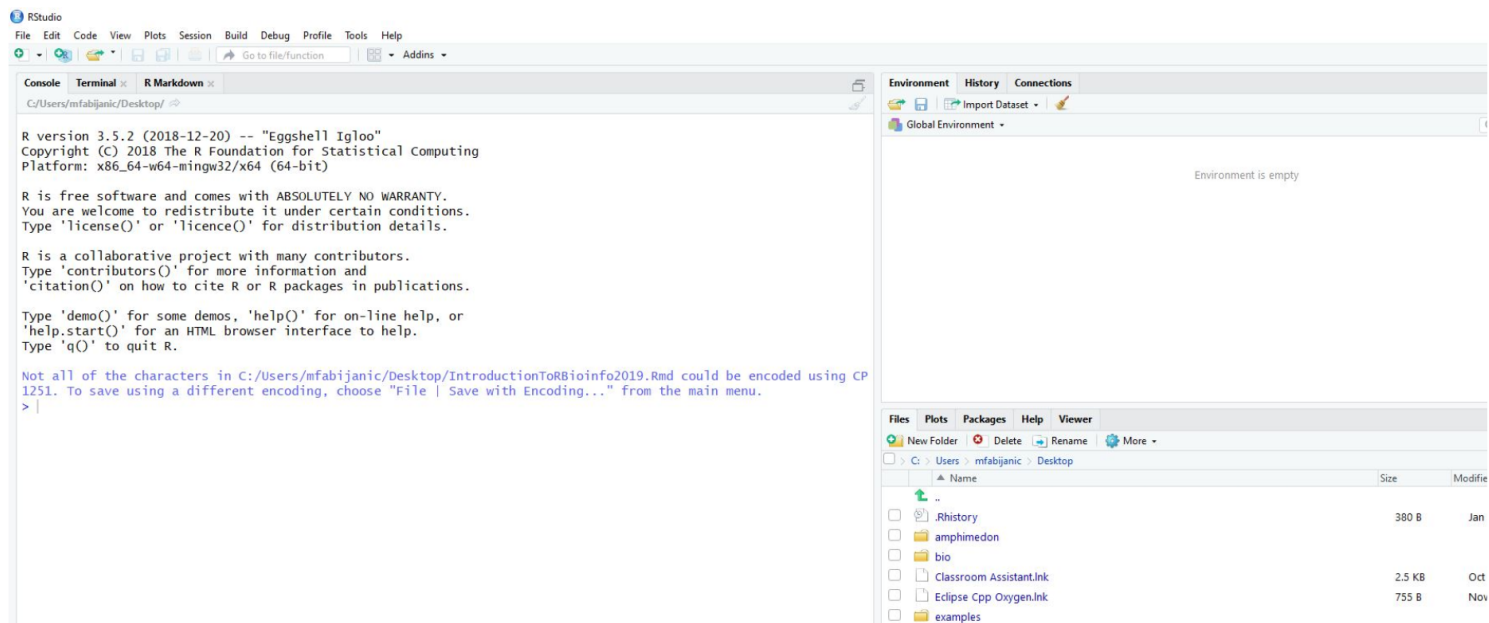 RStudio
File Edit Code View Plots Session Build Debug Profile Tools Help
Go to file/function Addins
Console Terminal R Markdown
C:/Users/mfabijanic/Desktop/
R version 3.5.2 (2018-12-20) -- "Eggshell Igloo"
Copyright (C) 2018 The R Foundation for Statistical Computing
Platform: x86_64-w64-mingw32/x64 (64-bit)
R is free software and comes with ABSOLUTELY NO WARRANTY.
You are welcome to redistribute it under certain conditions.
Type 'license()' or 'licence()' for distribution details.
R is a collaborative project with many contributors.
Type 'contributors()' for more information and
'citation()' on how to cite R or R packages in publications.
Type 'demo()' for some demos, 'help()' for on-line help, or
'help.start()' for an HTML browser interface to help.
Type 'q()' to quit R.
Not all of the characters in C:/Users/mfabijanic/Desktop/IntroductionToRBioinfo2019.Rmd could be encoded using CP
1251. To save using a different encoding, choose "File | Save with Encoding..." from the main menu.
>
Environment History Connections
Import Dataset
Global Environment
Environment is empty
Files Plots Packages Help Viewer
New Folder Delete Rename More
C: > Users > mfabijanic > Desktop
Name Size Modifie
..
.Rhistory 380 B Jan
amphimedon
bio
Classroom Assistant.lnk 2.5 KB Oct
Eclipse Cpp Oxygen.lnk 755 B Nov
examples